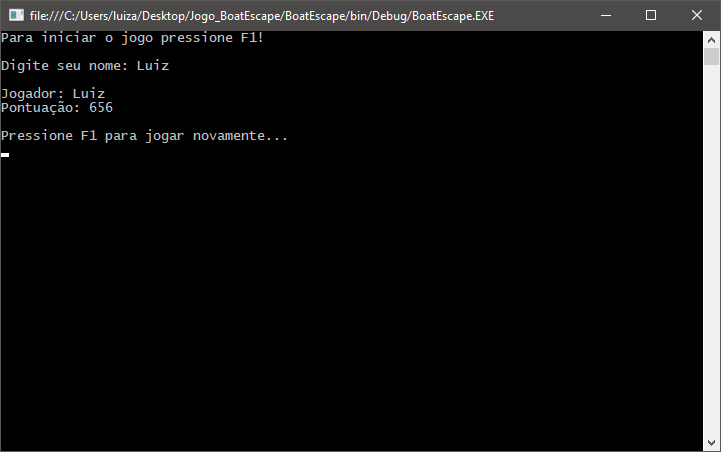 file:///C:/Users/luiza/Desktop/Jogo_BoatEscape/BoatEscape/bin/Debug/BoatEscape.EXE
Para iniciar o jogo pressione F1!
Digite seu nome: Luiz
Jogador: Luiz
Pontuação: 656
Pressione F1 para jogar novamente...